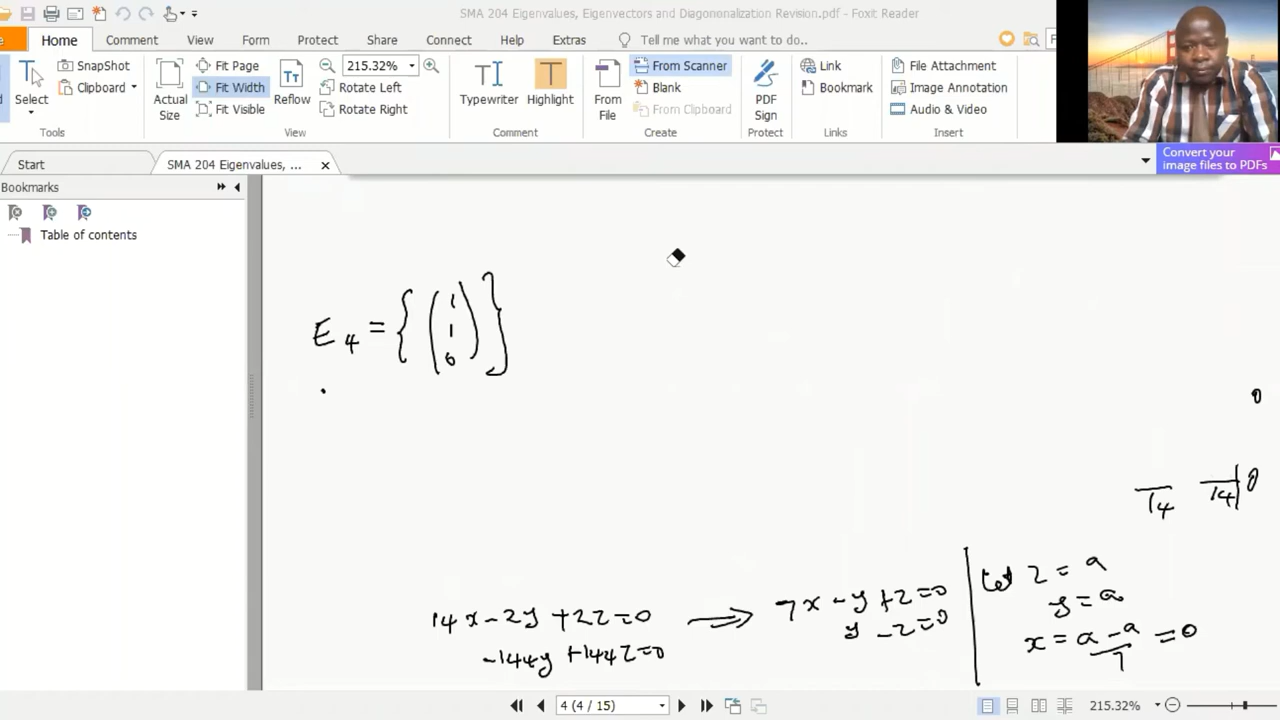 SMA 204 Eigenvalues, Eigenvectors and Diagononalization Revision.pdf - Foxit Reader
Home Comment View Form Protect Share Connect Help Extras Tell me what you want to do..
SnapShot Fit Page 215.32% From Scanner Link File Attachment
Select Clipboard Actual Size Fit Width Reflow Rotate Left Typewriter Highlight From File Blank PDF Sign Bookmark Image Annotation
Fit Visible Rotate Right From Clipboard Audio & Video
Tools View Comment Create Protect Links Insert
Start SMA 204 Eigenvalues, ... Convert your
image files to PDFs
Bookmarks
Table of contents
E4 = { ( 1
1
0 ) }
0
14 14 0
14x - 2y + 2z = 0 ⟹ 7x - y + z = 0 Let z = a
-144y + 144z = 0 y - z = 0 y = a
x = a - a / 7 = 0
4 (4 / 15) 215.32%